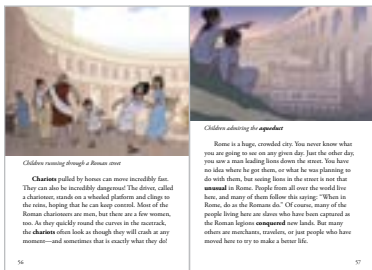 Children running through a Roman street
Chariots pulled by horses can move incredibly fast.
They can also be incredibly dangerous! The driver, called
a charioteer, stands on a wheeled platform and clings to
the reins, hoping that he can keep control. Most of the
Roman charioteers are men, but there are a few women,
too. As they quickly round the curves in the racetrack,
the chariots often look as though they will crash at any
moment—and sometimes that is exactly what they do!
56
Children admiring the aqueduct
Rome is a huge, crowded city. You never know what
you are going to see on any given day. Just the other day,
you saw a man leading lions down the street. You have
no idea where he got them, or what he was planning to
do with them, but seeing lions in the street is not that
unusual in Rome. People from all over the world live
here, and many of them follow this saying: “When in
Rome, do as the Romans do.” Of course, many of the
people living here are slaves who have been captured as
the Roman legions conquered new lands. But many
others are merchants, travelers, or just people who have
moved here to try to make a better life.
57